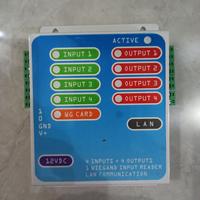 ACTIVE
INPUT 1
OUTPUT 1
INPUT 2
OUTPUT 2
INPUT 3
OUTPUT 3
INPUT 4
OUTPUT 4
WG CARD
1
0
GND
V+
LAN
12VDC
4 INPUTS + 4 OUTPUTS
1 WIEGAND INPUT READER
LAN COMMUNICATION